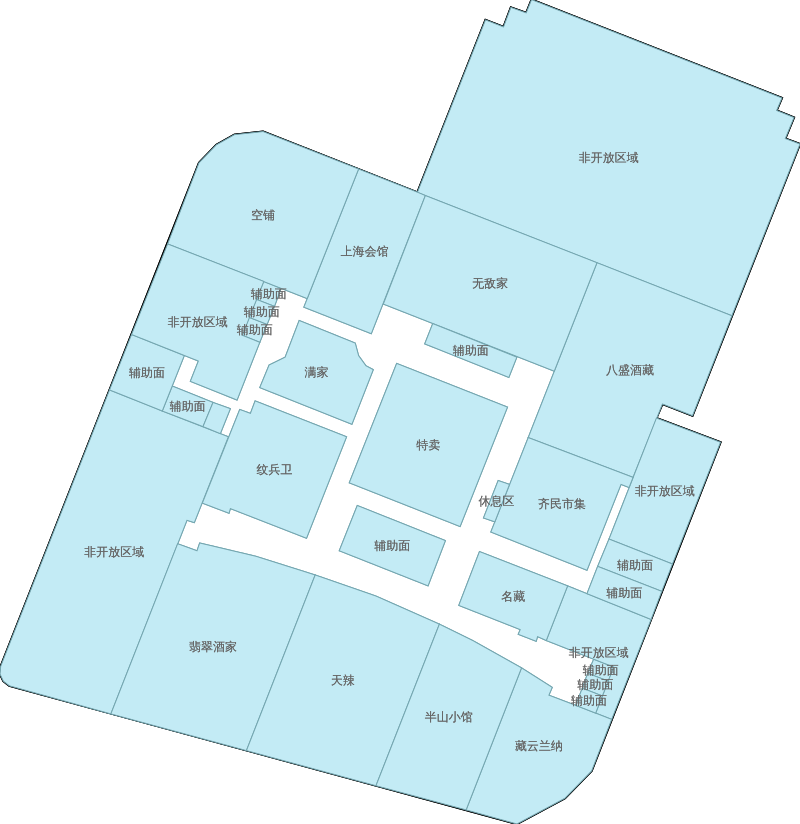 非开放区域
空铺
上海会馆
无敌家
辅助面
辅助面
非开放区域
辅助面
辅助面
八盛酒藏
辅助面
满家
辅助面
特卖
纹兵卫
非开放区域
休息区
齐民市集
辅助面
非开放区域
辅助面
辅助面
名藏
翡翠酒家
非开放区域
辅助面
天辣
辅助面
辅助面
半山小馆
藏云兰纳